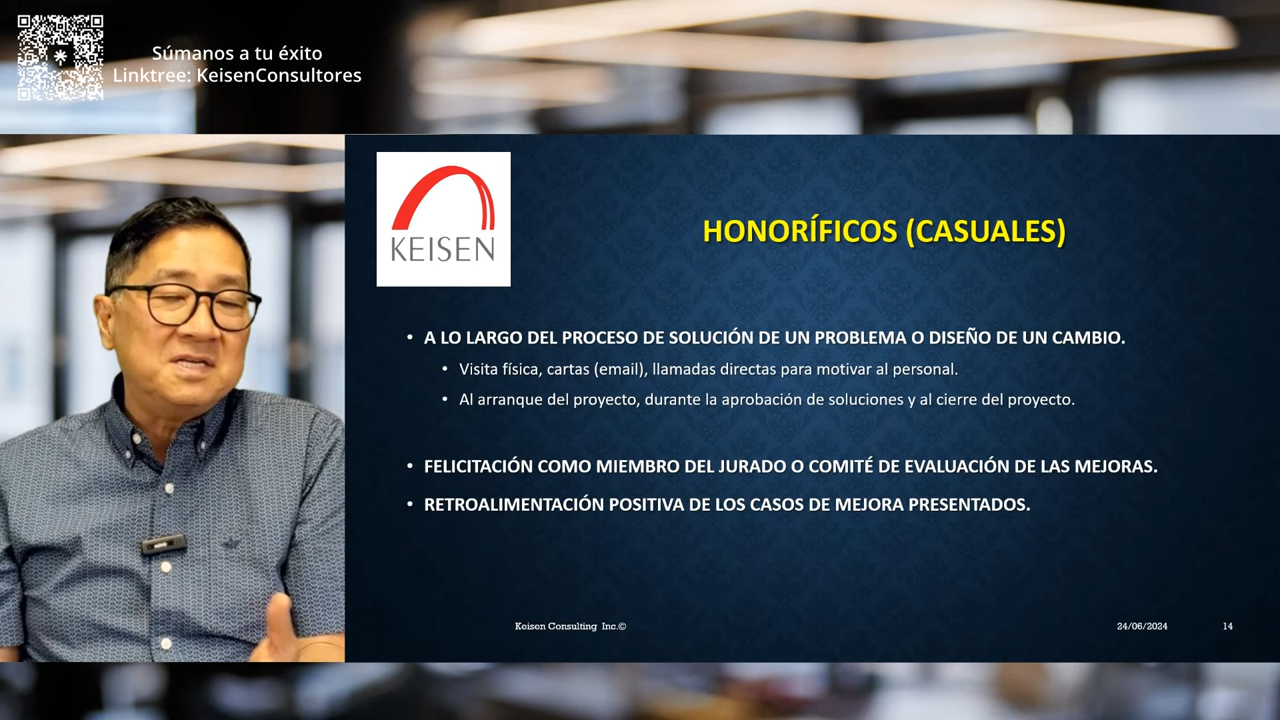 Súmanos a tu éxito
Linktree: KeisenConsultores
KEISEN
HONORÍFICOS (CASUALES)
• A LO LARGO DEL PROCESO DE SOLUCIÓN DE UN PROBLEMA O DISEÑO DE UN CAMBIO.
• Visita física, cartas (email), llamadas directas para motivar al personal.
• Al arranque del proyecto, durante la aprobación de soluciones y al cierre del proyecto.
• FELICITACIÓN COMO MIEMBRO DEL JURADO O COMITÉ DE EVALUACIÓN DE LAS MEJORAS.
• RETROALIMENTACIÓN POSITIVA DE LOS CASOS DE MEJORA PRESENTADOS.
Keisen Consulting Inc.©
24/06/2024
14